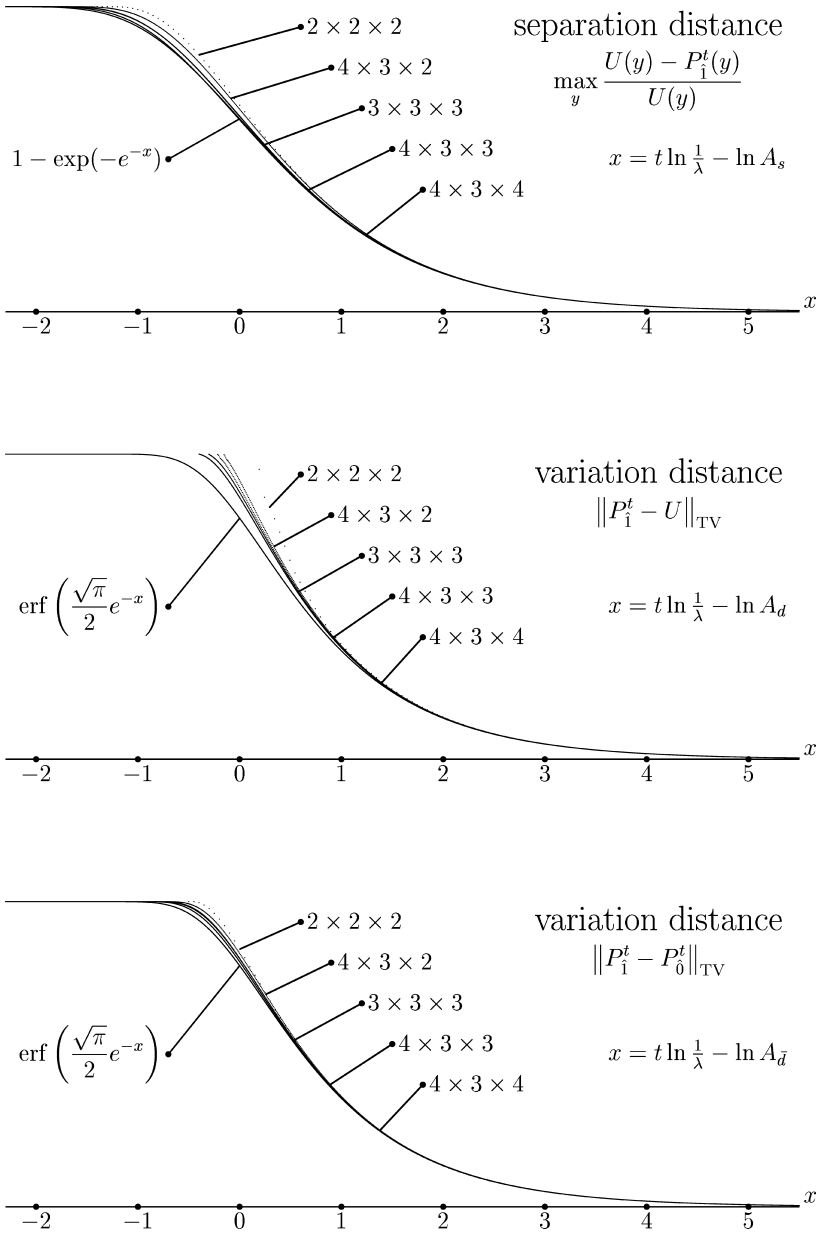 separation distance
2 × 2 × 2
max_y (U(y) − P^t_1̂(y)) / U(y)
4 × 3 × 2
3 × 3 × 3
4 × 3 × 3
1 − exp(−e^{−x})
x = t ln 1/λ − ln A_s
4 × 3 × 4
x
−2 −1 0 1 2 3 4 5
variation distance
2 × 2 × 2
‖P^t_1̂ − U‖_TV
4 × 3 × 2
3 × 3 × 3
4 × 3 × 3
erf (√π/2 e^{−x})
x = t ln 1/λ − ln A_d
4 × 3 × 4
x
−2 −1 0 1 2 3 4 5
variation distance
2 × 2 × 2
‖P^t_1̂ − P^t_0̂‖_TV
4 × 3 × 2
3 × 3 × 3
4 × 3 × 3
erf (√π/2 e^{−x})
x = t ln 1/λ − ln A_d̄
4 × 3 × 4
x
−2 −1 0 1 2 3 4 5